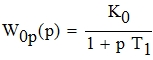 W₀ₚ(p) = K₀ / (1 + p T₁)